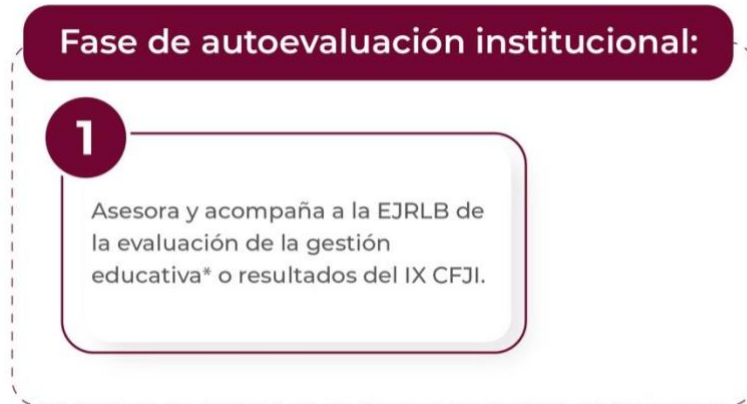 Fase de autoevaluación institucional:
1
Asesora y acompaña a la EJRLB de
la evaluación de la gestión
educativa* o resultados del IX CFJI.